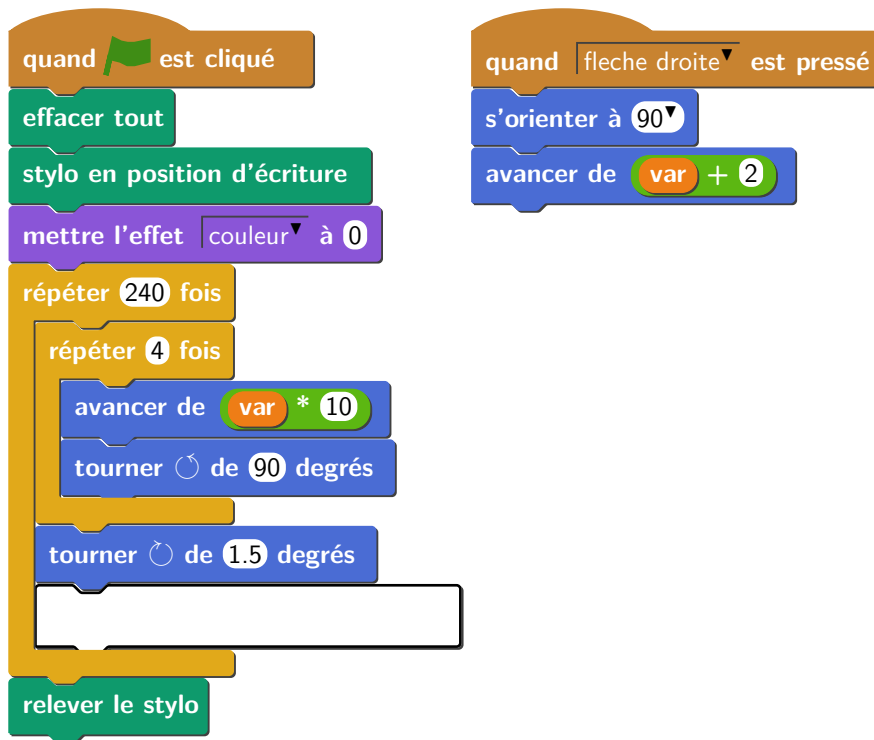 quand est cliqué
effacer tout
stylo en position d'écriture
mettre l'effet couleur à 0
répéter 240 fois
répéter 4 fois
avancer de var * 10
tourner de 90 degrés
tourner de 1.5 degrés
relever le stylo
quand fleche droite est pressé
s'orienter à 90
avancer de var + 2